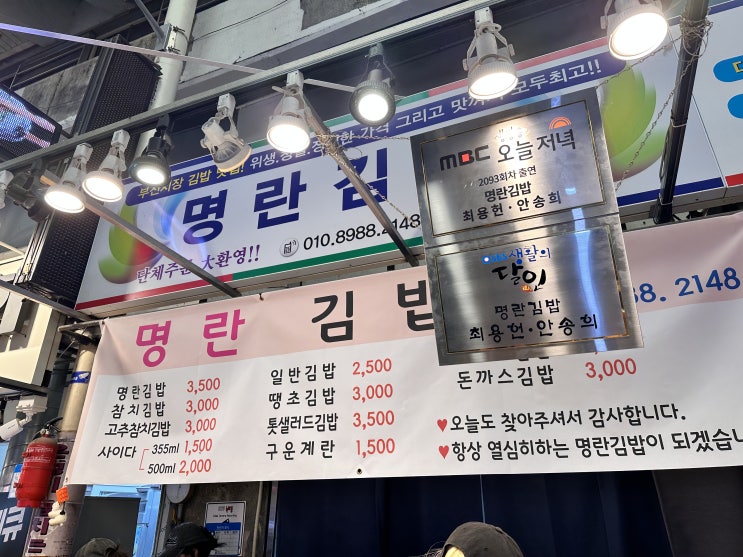 부산시장 김밥 맛집! 위생.청결.착한 가격 그리고 맛까지 모두최고!!
명란김
단체주문 大환영!!
010.8988.2148
MBC 오늘 저녁
2093회차 출연
명란김밥
최용헌·안송희
생활의
달인
명란김밥
최용헌·안송희
명란 김밥
88. 2148
명란김밥 3,500
참치김밥 3,000
고추참치김밥 3,000
사이다 355ml 1,500
500ml 2,000
일반김밥 2,500
땡초김밥 3,000
톳샐러드김밥 3,500
구운계란 1,500
돈까스김밥 3,000
♥오늘도 찾아주셔서 감사합니다.
♥항상 열심히하는 명란김밥이 되겠습니